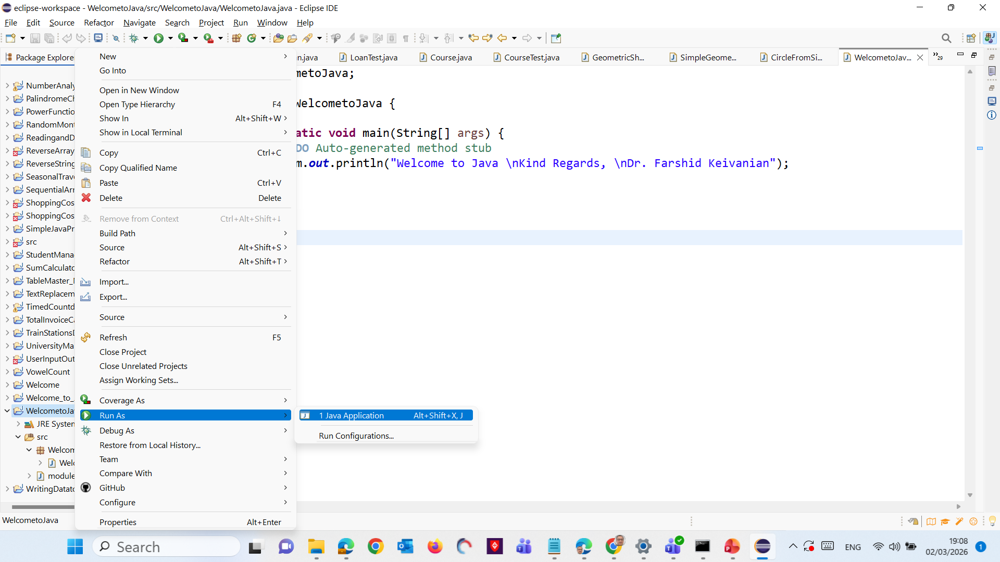 eclipse-workspace - WelcometoJava/src/WelcometoJava/WelcometoJava.java - Eclipse IDE
File Edit Source Refactor Navigate Search Project Run Window Help
Package Explore
n.java LoanTest.java Course.java CourseTest.java GeometricSh... SimpleGeome... CircleFromSi... WelcometoJav... 29
NumberAnaly
PalindromeCh
PowerFunctio
RandomMont
ReadingandD
ReverseArray
ReverseString
SeasonalTrave
SequentialArr
ShoppingCos
ShoppingCos
SimpleJavaPr
src
StudentMana
SumCalculato
TableMaster_
TextReplacem
TimedCountd
TotalInvoiceCa
TrainStationsD
UniversityMa
UserInputOut
VowelCount
Welcome
Welcome_to_
WelcometoJa
JRE System
src
Welcom
Welc
module
WritingDatato
New
Go Into
Open in New Window
Open Type Hierarchy F4
Show In Alt+Shift+W
Show in Local Terminal
Copy Ctrl+C
Copy Qualified Name
Paste Ctrl+V
Delete Delete
Remove from Context Ctrl+Alt+Shift+↓
Build Path
Source Alt+Shift+S
Refactor Alt+Shift+T
Import...
Export...
Source
Refresh F5
Close Project
Close Unrelated Projects
Assign Working Sets...
Coverage As
Run As
Debug As
Restore from Local History...
Team
Compare With
GitHub
Configure
Properties Alt+Enter
1 Java Application Alt+Shift+X, J
Run Configurations...
metoJava;
WelcometoJava {
atic void main(String[] args) {
DO Auto-generated method stub
m.out.println("Welcome to Java \nKind Regards, \nDr. Farshid Keivanian");
WelcometoJava
Search
ENG
19:08
02/03/2026
1